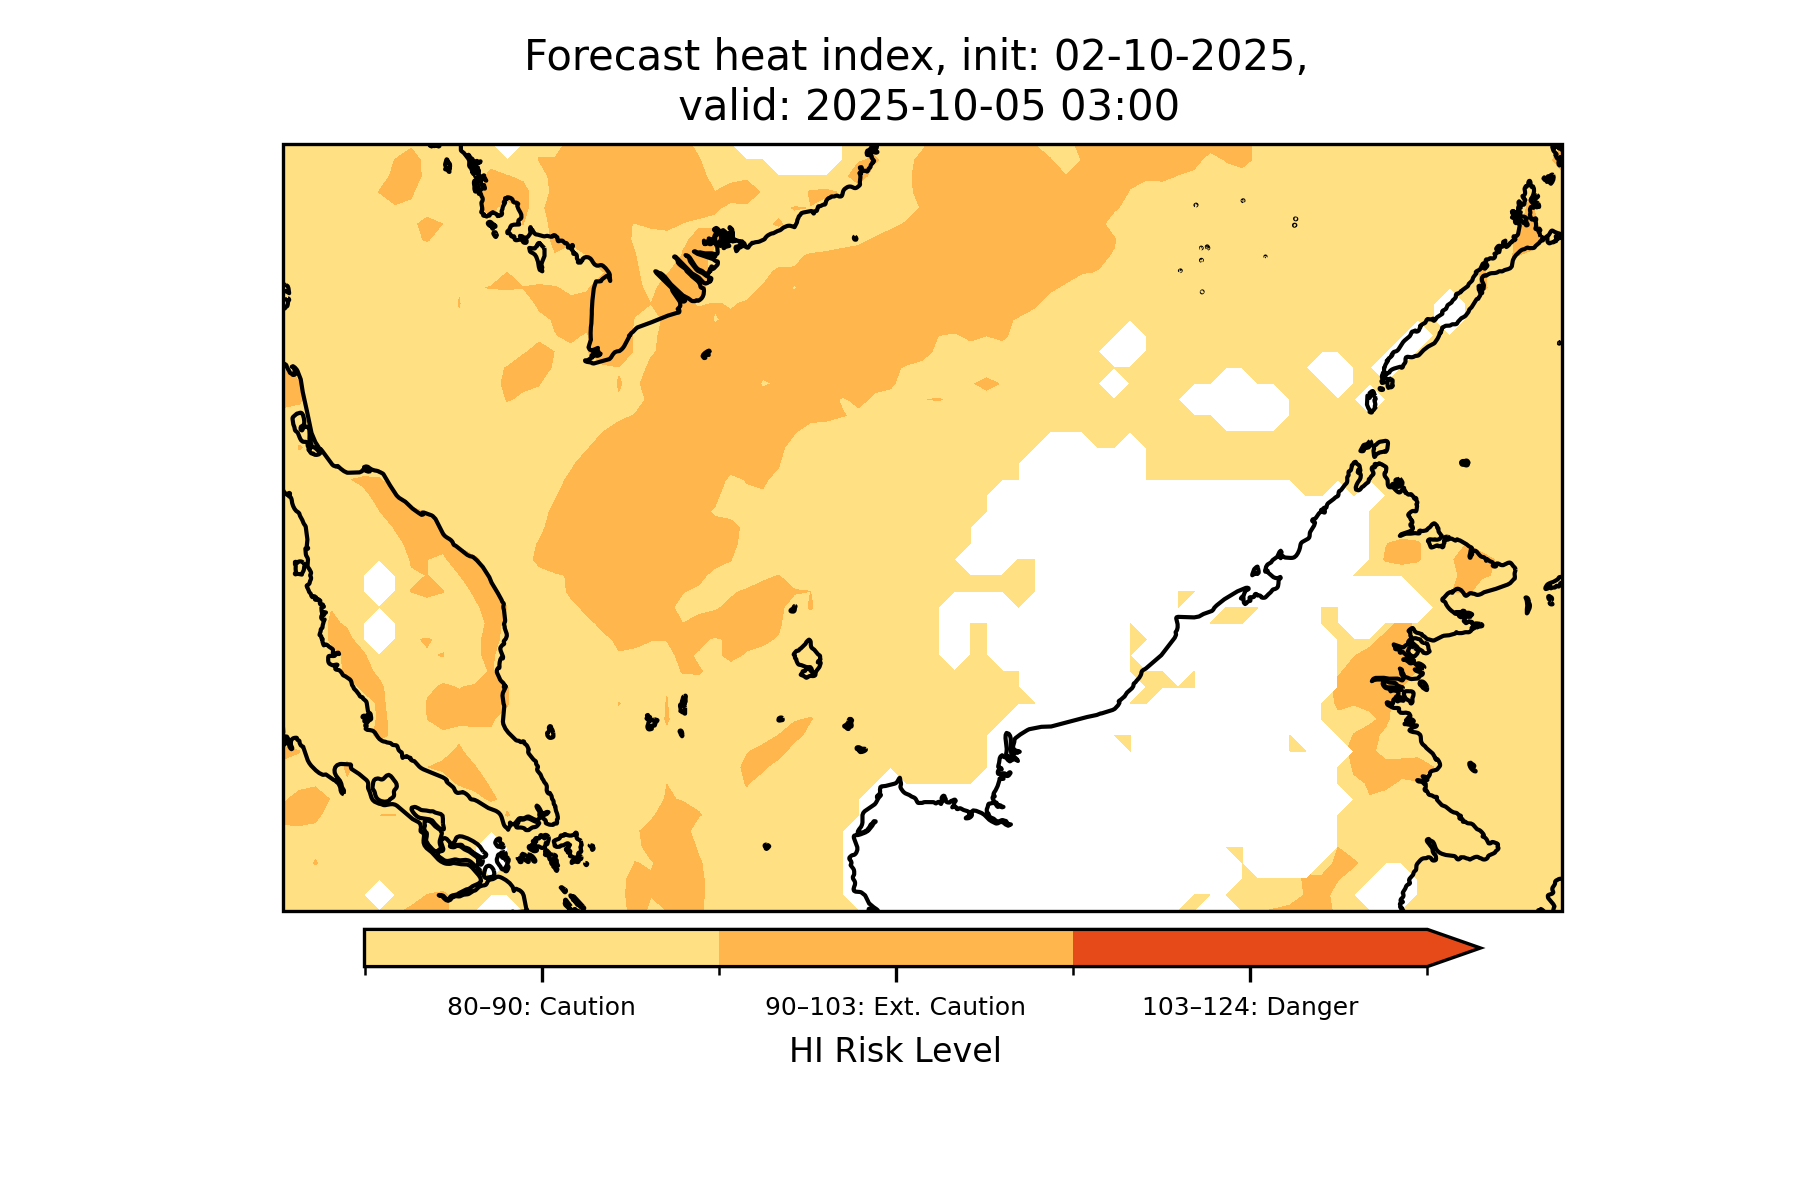 Forecast heat index, init: 02-10-2025,
valid: 2025-10-05 03:00
80–90: Caution
90–103: Ext. Caution
103–124: Danger
HI Risk Level